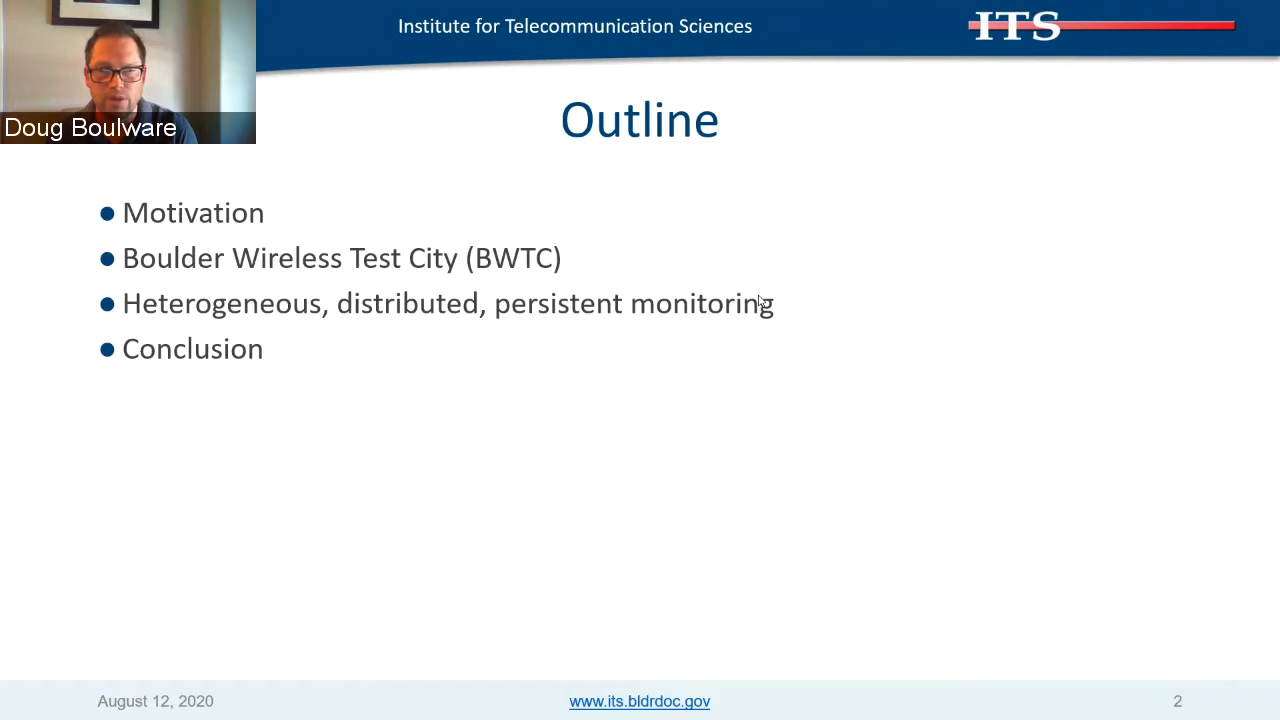 Institute for Telecommunication Sciences
ITS
Doug Boulware
Outline
● Motivation
● Boulder Wireless Test City (BWTC)
● Heterogeneous, distributed, persistent monitoring
● Conclusion
August 12, 2020
www.its.bldrdoc.gov
2